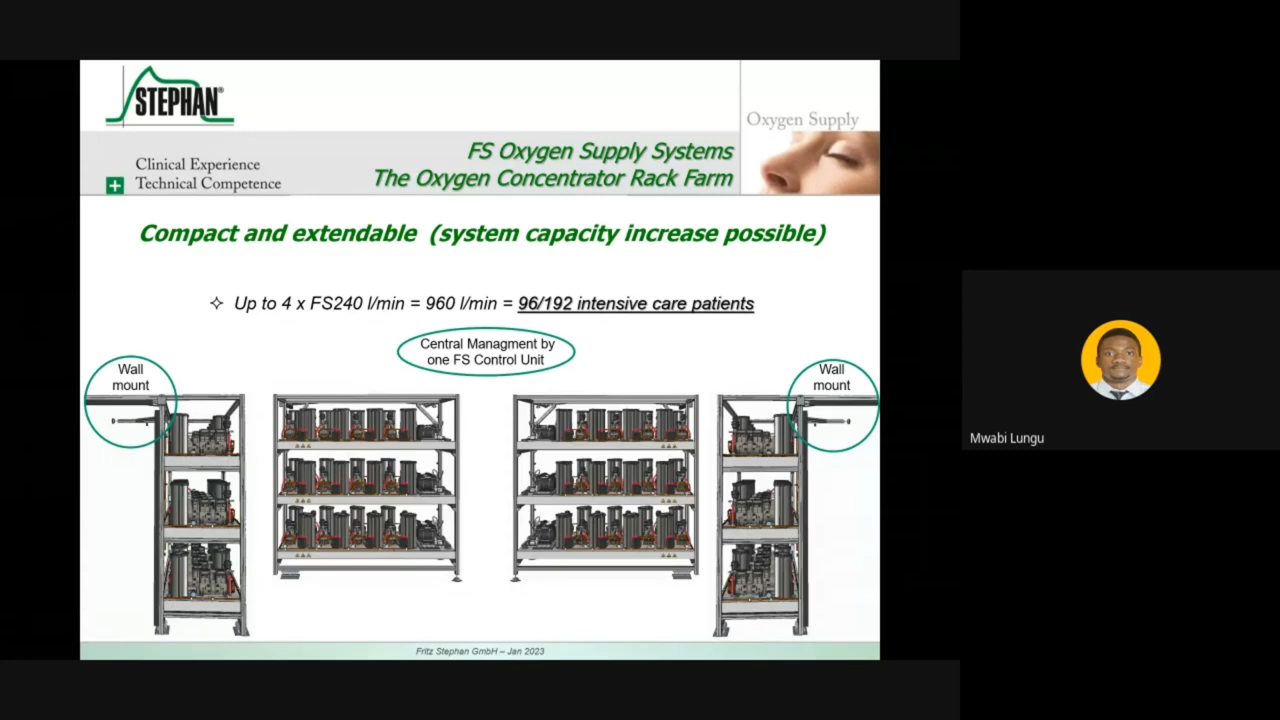 STEPHAN®
Oxygen Supply
Clinical Experience
Technical Competence
FS Oxygen Supply Systems
The Oxygen Concentrator Rack Farm
Compact and extendable (system capacity increase possible)
✧ Up to 4 x FS240 l/min = 960 l/min = 96/192 intensive care patients
Central Managment by
one FS Control Unit
Wall
mount
Wall
mount
Fritz Stephan GmbH – Jan 2023
Mwabi Lungu